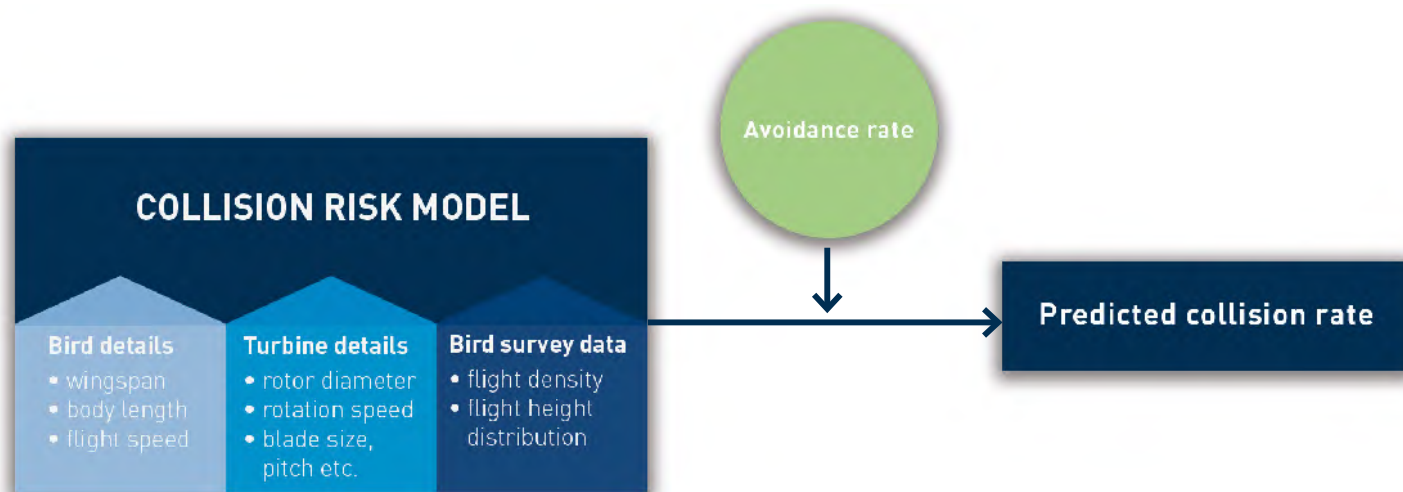 Avoidance rate
COLLISION RISK MODEL
Bird details
• wingspan
• body length
• flight speed
Turbine details
• rotor diameter
• rotation speed
• blade size,
pitch etc.
Bird survey data
• flight density
• flight height
distribution
Predicted collision rate